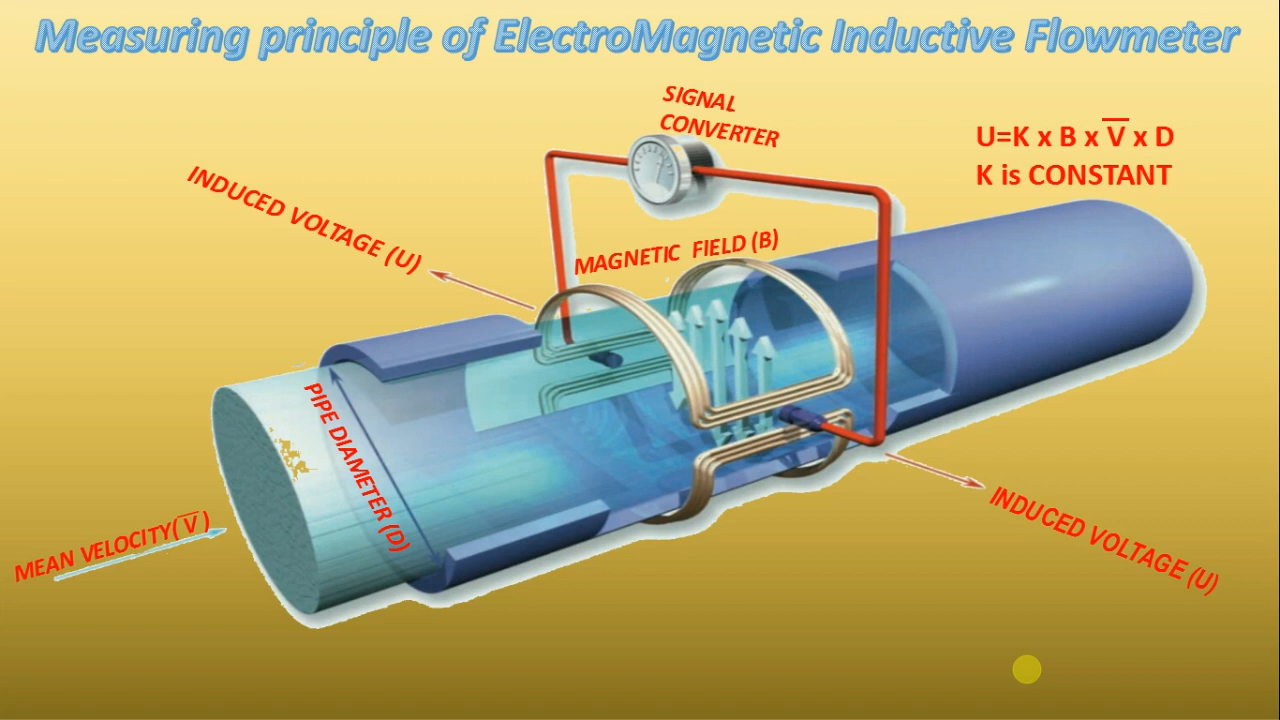 Measuring principle of ElectroMagnetic Inductive Flowmeter
SIGNAL
CONVERTER
U=K x B x V̅ x D
K is CONSTANT
INDUCED VOLTAGE (U)
MAGNETIC FIELD (B)
PIPE DIAMETER (D)
MEAN VELOCITY(V̅)
INDUCED VOLTAGE (U)